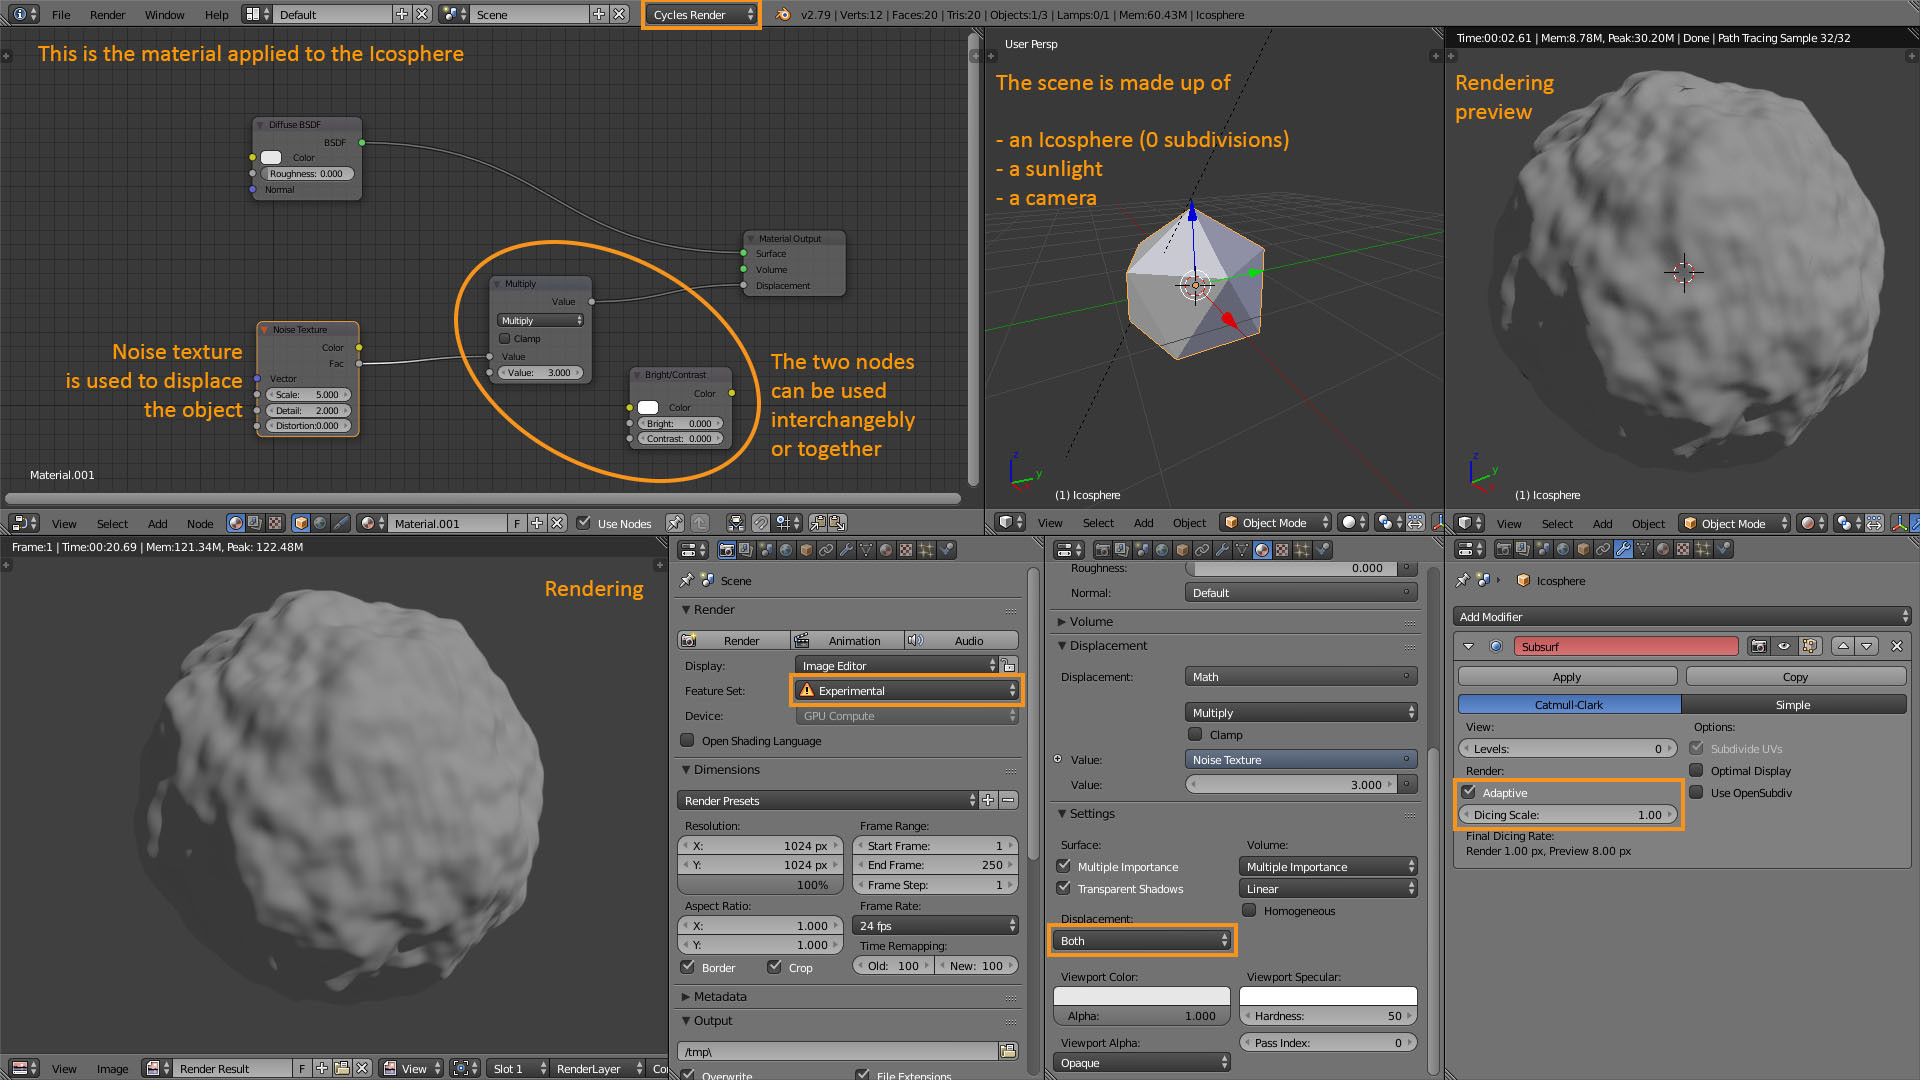 File
Render
Window
Help
Default
Scene
Cycles Render
v2.79 | Verts:12 | Faces:20 | Tris:20 | Objects:1/3 | Lamps:0/1 | Mem:60.43M | Icosphere
This is the material applied to the Icosphere
Diffuse BSDF
BSDF
Color
Roughness: 0.000
Normal
Material Output
Surface
Volume
Displacement
Multiply
Value
Multiply
Clamp
Value
Value: 3.000
Noise Texture
Color
Fac
Vector
Scale: 5.000
Detail: 2.000
Distortion:0.000
Bright/Contrast
Color
Color
Bright: 0.000
Contrast: 0.000
Noise texture
is used to displace
the object
The two nodes
can be used
interchangebly
or together
Material.001
View
Select
Add
Node
Material.001
F
Use Nodes
User Persp
The scene is made up of
- an Icosphere (0 subdivisions)
- a sunlight
- a camera
z
y
(1) Icosphere
View
Select
Add
Object
Object Mode
Time:00:02.61 | Mem:8.78M, Peak:30.20M | Done | Path Tracing Sample 32/32
Rendering
preview
z
y
(1) Icosphere
View
Select
Add
Object
Object Mode
Frame:1 | Time:00:20.69 | Mem:121.34M, Peak: 122.48M
Rendering
View
Image
Render Result
F
View
Slot 1
RenderLayer
Co
Scene
Render
Render
Animation
Audio
Display:
Image Editor
Feature Set:
Experimental
Device:
GPU Compute
Open Shading Language
Dimensions
Render Presets
Resolution:
Frame Range:
X: 1024 px
Start Frame: 1
Y: 1024 px
End Frame: 250
100%
Frame Step: 1
Aspect Ratio:
Frame Rate:
X: 1.000
24 fps
Y: 1.000
Time Remapping:
Border
Crop
Old: 100
New: 100
Metadata
Output
/tmp\
Overwrite
File Extensions
Roughness:
0.000
Normal:
Default
Volume
Displacement
Displacement:
Math
Multiply
Clamp
Value:
Noise Texture
Value:
3.000
Settings
Surface:
Volume:
Multiple Importance
Multiple Importance
Transparent Shadows
Linear
Homogeneous
Displacement:
Both
Viewport Color:
Viewport Specular:
Alpha: 1.000
Hardness: 50
Viewport Alpha:
Pass Index: 0
Opaque
Icosphere
Add Modifier
Subsurf
Apply
Copy
Catmull-Clark
Simple
View:
Options:
Levels: 0
Subdivide UVs
Render:
Optimal Display
Adaptive
Use OpenSubdiv
Dicing Scale: 1.00
Final Dicing Rate:
Render 1.00 px, Preview 8.00 px